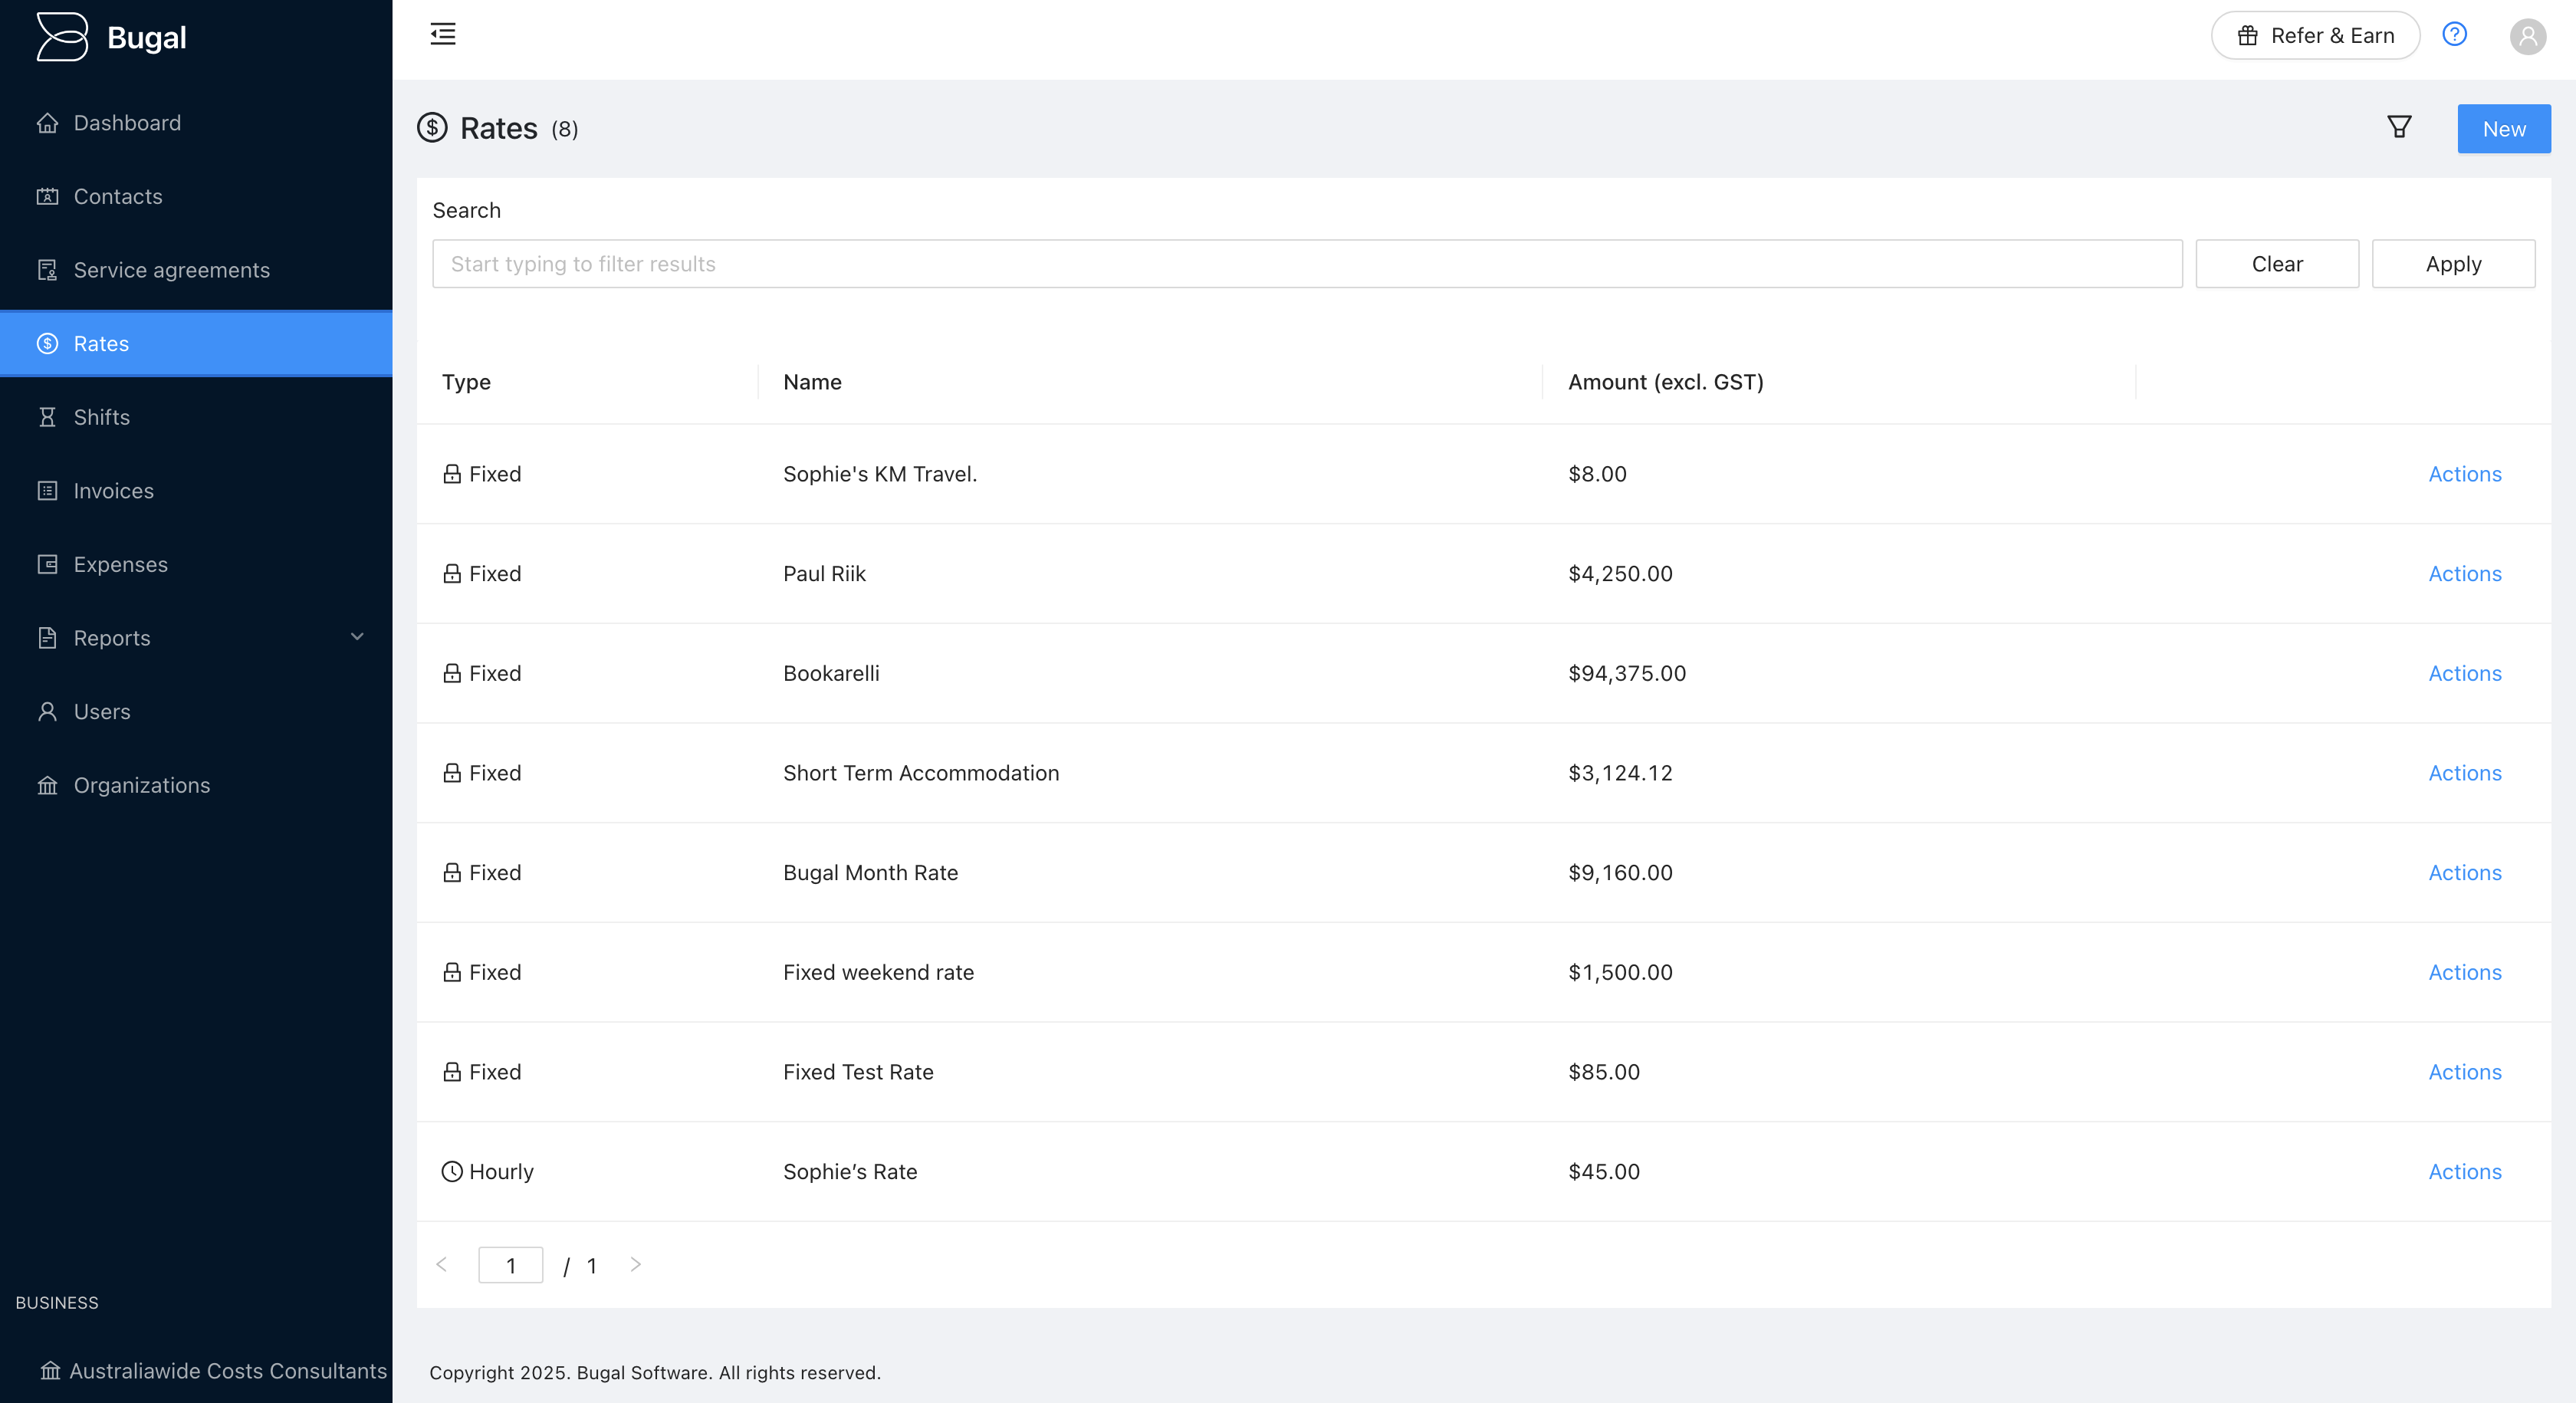 Bugal
Refer & Earn
Dashboard
Contacts
Service agreements
Rates
Shifts
Invoices
Expenses
Reports
Users
Organizations
BUSINESS
Australiawide Costs Consultants
Rates (8)
New
Search
Start typing to filter results
Clear
Apply
Type Name Amount (excl. GST)
Fixed Sophie's KM Travel. $8.00 Actions
Fixed Paul Riik $4,250.00 Actions
Fixed Bookarelli $94,375.00 Actions
Fixed Short Term Accommodation $3,124.12 Actions
Fixed Bugal Month Rate $9,160.00 Actions
Fixed Fixed weekend rate $1,500.00 Actions
Fixed Fixed Test Rate $85.00 Actions
Hourly Sophie’s Rate $45.00 Actions
< 1 / 1 >
Copyright 2025. Bugal Software. All rights reserved.